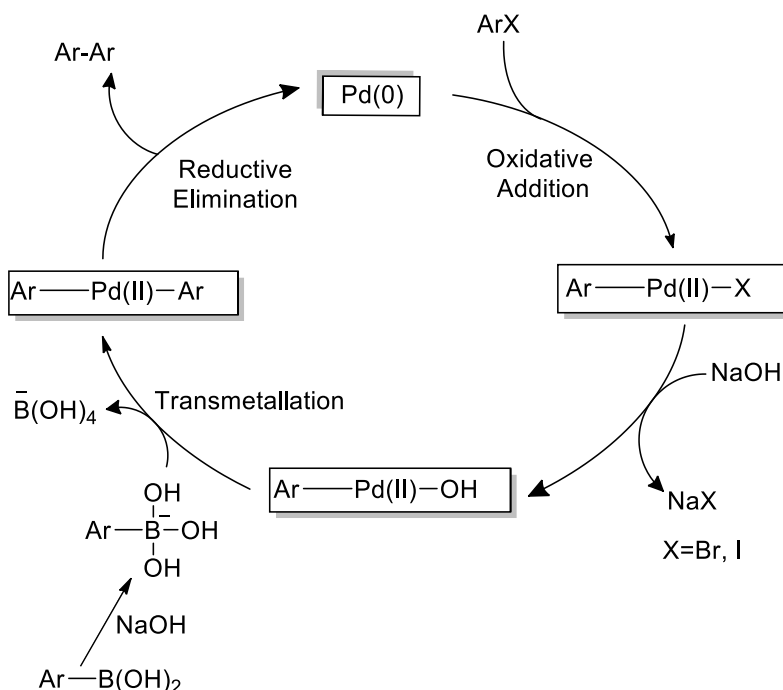 ArX
Ar-Ar
Pd(0)
Reductive
Elimination
Oxidative
Addition
Ar—Pd(II)—Ar
Ar—Pd(II)—X
NaOH
Transmetallation
B̄(OH)₄
Ar—Pd(II)—OH
NaX
X=Br, I
OH
Ar—B̄—OH
OH
NaOH
Ar—B(OH)₂